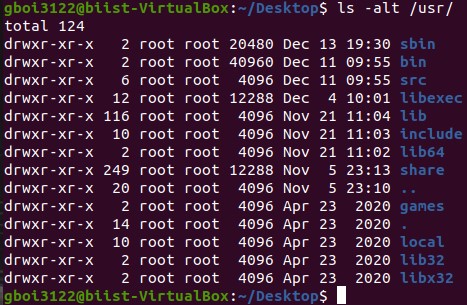 gboi3122@biist-VirtualBox:~/Desktop$ ls -alt /usr/
total 124
drwxr-xr-x   2 root root 20480 Dec 13 19:30 sbin
drwxr-xr-x   2 root root 40960 Dec 11 09:55 bin
drwxr-xr-x   6 root root  4096 Dec 11 09:55 src
drwxr-xr-x  12 root root 12288 Dec  4 10:01 libexec
drwxr-xr-x 116 root root  4096 Nov 21 11:04 lib
drwxr-xr-x  10 root root  4096 Nov 21 11:03 include
drwxr-xr-x   2 root root  4096 Nov 21 11:02 lib64
drwxr-xr-x 249 root root 12288 Nov  5 23:13 share
drwxr-xr-x  20 root root  4096 Nov  5 23:10 ..
drwxr-xr-x   2 root root  4096 Apr 23  2020 games
drwxr-xr-x  14 root root  4096 Apr 23  2020 .
drwxr-xr-x  10 root root  4096 Apr 23  2020 local
drwxr-xr-x   2 root root  4096 Apr 23  2020 lib32
drwxr-xr-x   2 root root  4096 Apr 23  2020 libx32
gboi3122@biist-VirtualBox:~/Desktop$